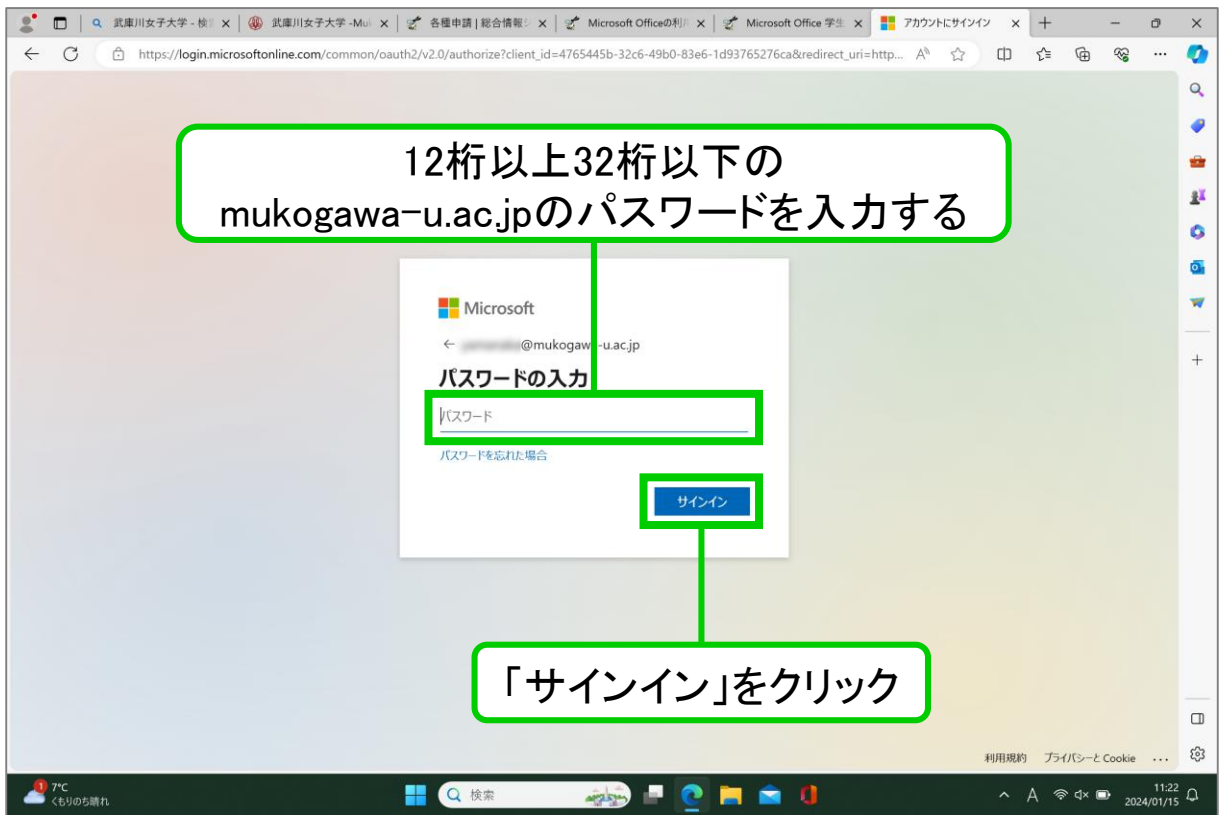 武庫川女子大学 - 検
武庫川女子大学 -Mu
各種申請 | 総合情報
Microsoft Officeの利
Microsoft Office 学生
アカウントにサインイン
https://login.microsoftonline.com/common/oauth2/v2.0/authorize?client_id=4765445b-32c6-49b0-83e6-1d93765276ca&redirect_uri=http...
12桁以上32桁以下の
mukogawa-u.ac.jpのパスワードを入力する
Microsoft
@mukogawa-u.ac.jp
パスワードの入力
パスワード
パスワードを忘れた場合
サインイン
「サインイン」をクリック
利用規約 プライバシーと Cookie ...
1
7°C
くもりのち晴れ
検索
A
11:22
2024/01/15